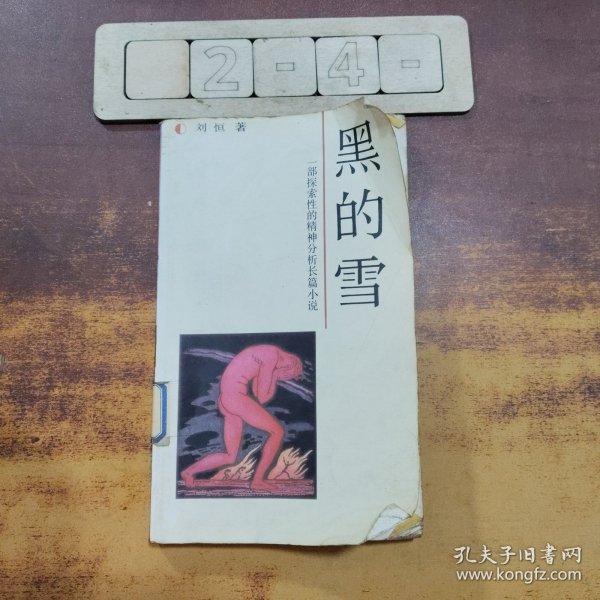 2-4-
刘恒著
黑的雪
一部探索性的精神分析长篇小说
孔夫子旧書网
www.kongfz.com